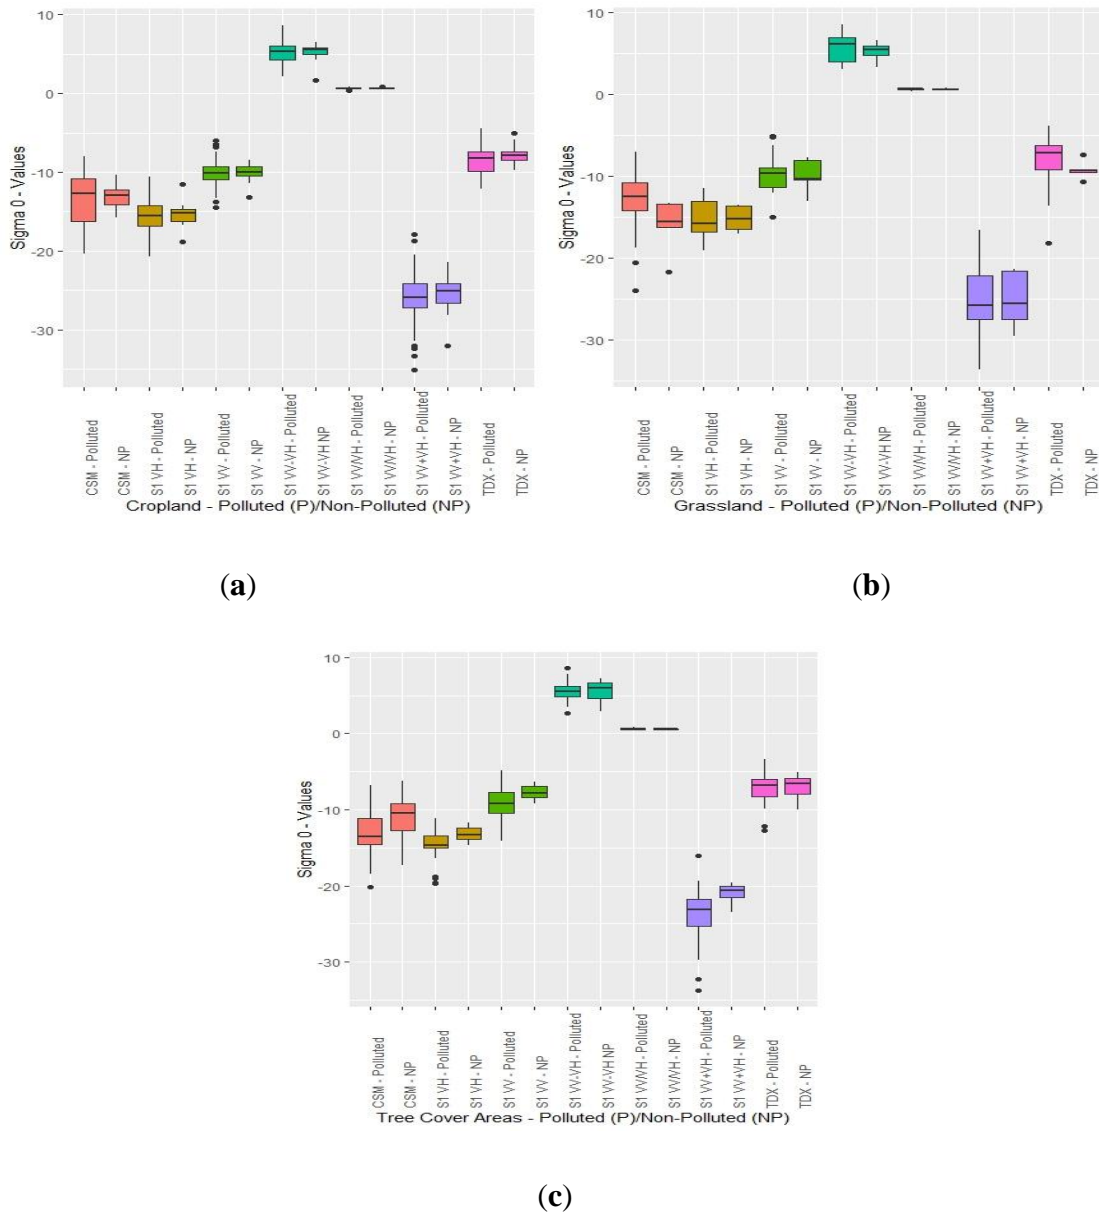 10
0
-10
-20
-30
Sigma 0 - Values
CSM - Polluted
CSM - NP
S1 VH - Polluted
S1 VH - NP
S1 VV - Polluted
S1 VV - NP
S1 VV-VH - Polluted
S1 VV-VH NP
S1 VV/VH - Polluted
S1 VV/VH - NP
S1 VV+VH - Polluted
S1 VV+VH - NP
TDX - Polluted
TDX - NP
Cropland - Polluted (P)/Non-Polluted (NP)
(a)
10
0
-10
-20
-30
Sigma 0 - Values
CSM - Polluted
CSM - NP
S1 VH - Polluted
S1 VH - NP
S1 VV - Polluted
S1 VV - NP
S1 VV-VH - Polluted
S1 VV-VH NP
S1 VV/VH - Polluted
S1 VV/VH - NP
S1 VV+VH - Polluted
S1 VV+VH - NP
TDX - Polluted
TDX - NP
Grassland - Polluted (P)/Non-Polluted (NP)
(b)
10
0
-10
-20
-30
Sigma 0 - Values
CSM - Polluted
CSM - NP
S1 VH - Polluted
S1 VH - NP
S1 VV - Polluted
S1 VV - NP
S1 VV-VH - Polluted
S1 VV-VH NP
S1 VV/VH - Polluted
S1 VV/VH - NP
S1 VV+VH - Polluted
S1 VV+VH - NP
TDX - Polluted
TDX - NP
Tree Cover Areas - Polluted (P)/Non-Polluted (NP)
(c)